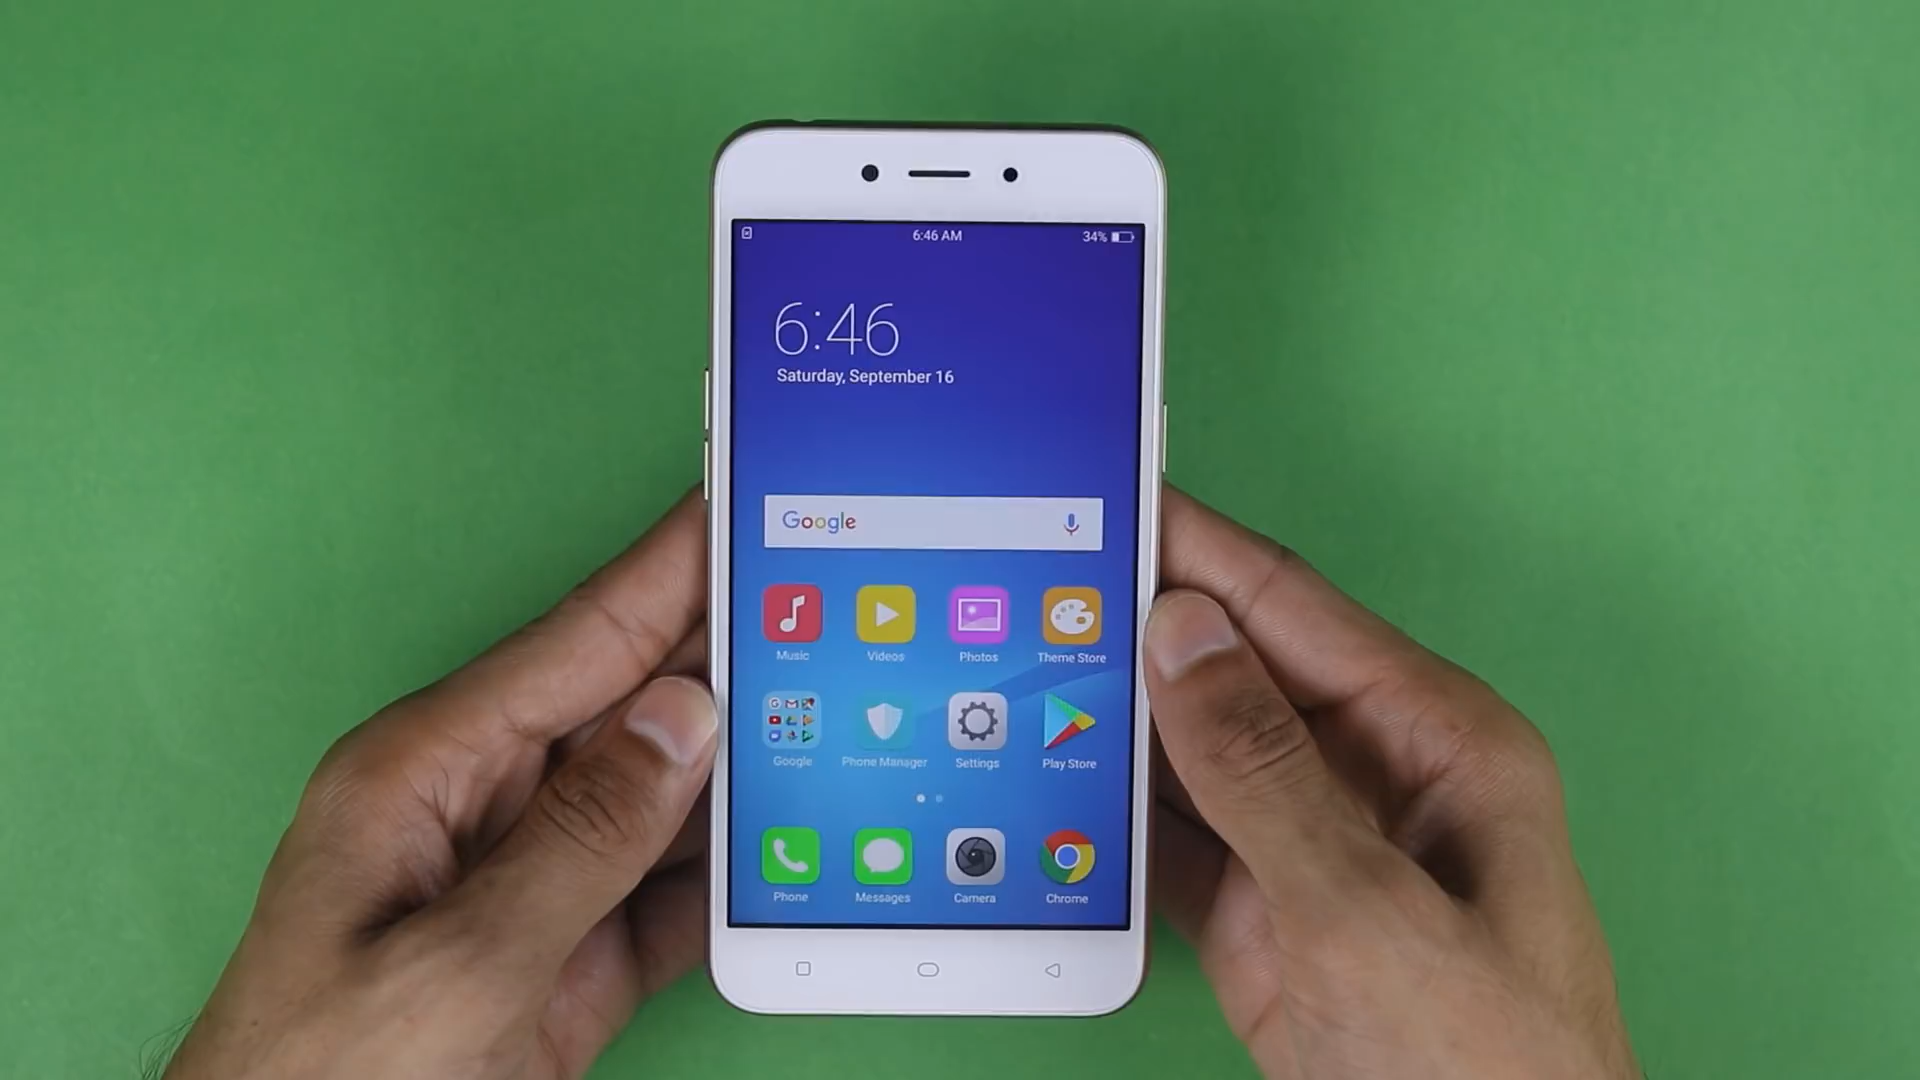 6:46 AM
34%
6:46
Saturday, September 16
Google
Music
Videos
Photos
Theme Store
Google
Phone Manager
Settings
Play Store
Phone
Messages
Camera
Chrome